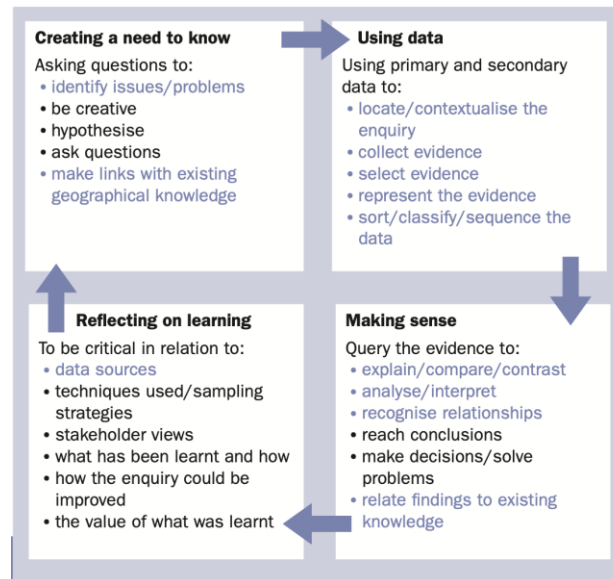 Creating a need to know
Asking questions to:
• identify issues/problems
• be creative
• hypothesise
• ask questions
• make links with existing
geographical knowledge
Using data
Using primary and secondary
data to:
• locate/contextualise the
enquiry
• collect evidence
• select evidence
• represent the evidence
• sort/classify/sequence the
data
Reflecting on learning
To be critical in relation to:
• data sources
• techniques used/sampling
strategies
• stakeholder views
• what has been learnt and how
• how the enquiry could be
improved
• the value of what was learnt
Making sense
Query the evidence to:
• explain/compare/contrast
• analyse/interpret
• recognise relationships
• reach conclusions
• make decisions/solve
problems
• relate findings to existing
knowledge